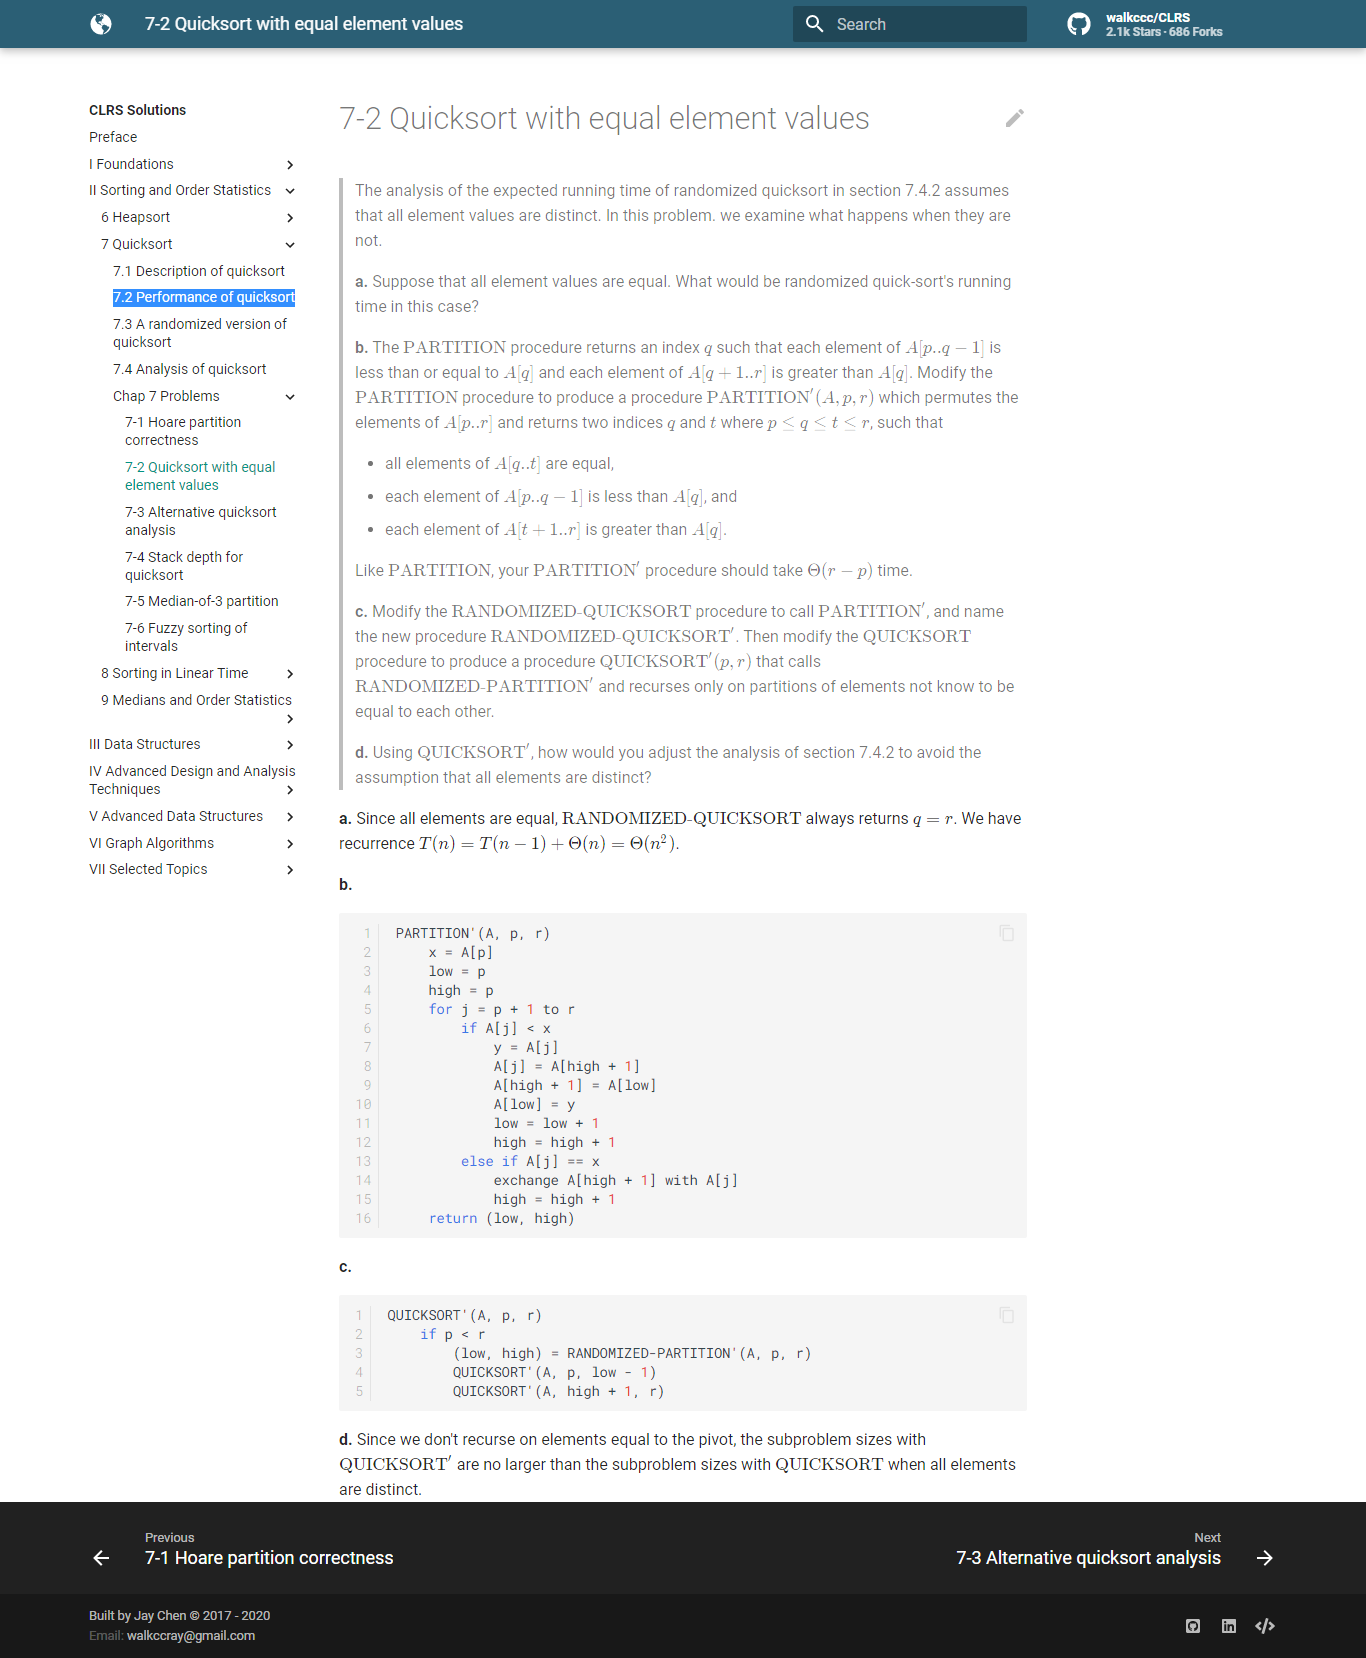 7-2 Quicksort with equal element values
Search
walkccc/CLRS
2.1k Stars · 686 Forks
CLRS Solutions
Preface
I Foundations
II Sorting and Order Statistics
6 Heapsort
7 Quicksort
7.1 Description of quicksort
7.2 Performance of quicksort
7.3 A randomized version of
quicksort
7.4 Analysis of quicksort
Chap 7 Problems
7-1 Hoare partition
correctness
7-2 Quicksort with equal
element values
7-3 Alternative quicksort
analysis
7-4 Stack depth for
quicksort
7-5 Median-of-3 partition
7-6 Fuzzy sorting of
intervals
8 Sorting in Linear Time
9 Medians and Order Statistics
III Data Structures
IV Advanced Design and Analysis
Techniques
V Advanced Data Structures
VI Graph Algorithms
VII Selected Topics
7-2 Quicksort with equal element values
The analysis of the expected running time of randomized quicksort in section 7.4.2 assumes
that all element values are distinct. In this problem. we examine what happens when they are
not.
a. Suppose that all element values are equal. What would be randomized quick-sort's running
time in this case?
b. The PARTITION procedure returns an index q such that each element of A[p..q − 1] is
less than or equal to A[q] and each element of A[q + 1..r] is greater than A[q]. Modify the
PARTITION procedure to produce a procedure PARTITION′(A, p, r) which permutes the
elements of A[p..r] and returns two indices q and t where p ≤ q ≤ t ≤ r, such that
• all elements of A[q..t] are equal,
• each element of A[p..q − 1] is less than A[q], and
• each element of A[t + 1..r] is greater than A[q].
Like PARTITION, your PARTITION′ procedure should take Θ(r − p) time.
c. Modify the RANDOMIZED-QUICKSORT procedure to call PARTITION′, and name
the new procedure RANDOMIZED-QUICKSORT′. Then modify the QUICKSORT
procedure to produce a procedure QUICKSORT′(p, r) that calls
RANDOMIZED-PARTITION′ and recurses only on partitions of elements not know to be
equal to each other.
d. Using QUICKSORT′, how would you adjust the analysis of section 7.4.2 to avoid the
assumption that all elements are distinct?
a. Since all elements are equal, RANDOMIZED-QUICKSORT always returns q = r. We have
recurrence T(n) = T(n − 1) + Θ(n) = Θ(n²).
b.
1 PARTITION'(A, p, r)
2 x = A[p]
3 low = p
4 high = p
5 for j = p + 1 to r
6 if A[j] < x
7 y = A[j]
8 A[j] = A[high + 1]
9 A[high + 1] = A[low]
10 A[low] = y
11 low = low + 1
12 high = high + 1
13 else if A[j] == x
14 exchange A[high + 1] with A[j]
15 high = high + 1
16 return (low, high)
c.
1 QUICKSORT'(A, p, r)
2 if p < r
3 (low, high) = RANDOMIZED-PARTITION'(A, p, r)
4 QUICKSORT'(A, p, low - 1)
5 QUICKSORT'(A, high + 1, r)
d. Since we don't recurse on elements equal to the pivot, the subproblem sizes with
QUICKSORT′ are no larger than the subproblem sizes with QUICKSORT when all elements
are distinct.
Previous
7-1 Hoare partition correctness
Next
7-3 Alternative quicksort analysis
Built by Jay Chen © 2017 - 2020
Email: walkccray@gmail.com